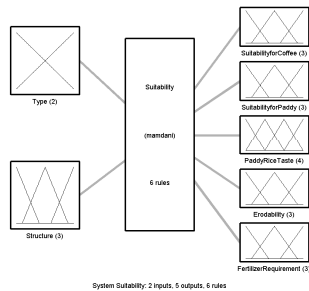 Type (2)
Structure (3)
Suitability
(mamdani)
6 rules
SuitabilityforCoffee (3)
SuitabilityforPaddy (3)
PaddyRiceTaste (4)
Erodability (3)
FertilizerRequirement (3)
System Suitability: 2 inputs, 5 outputs, 6 rules